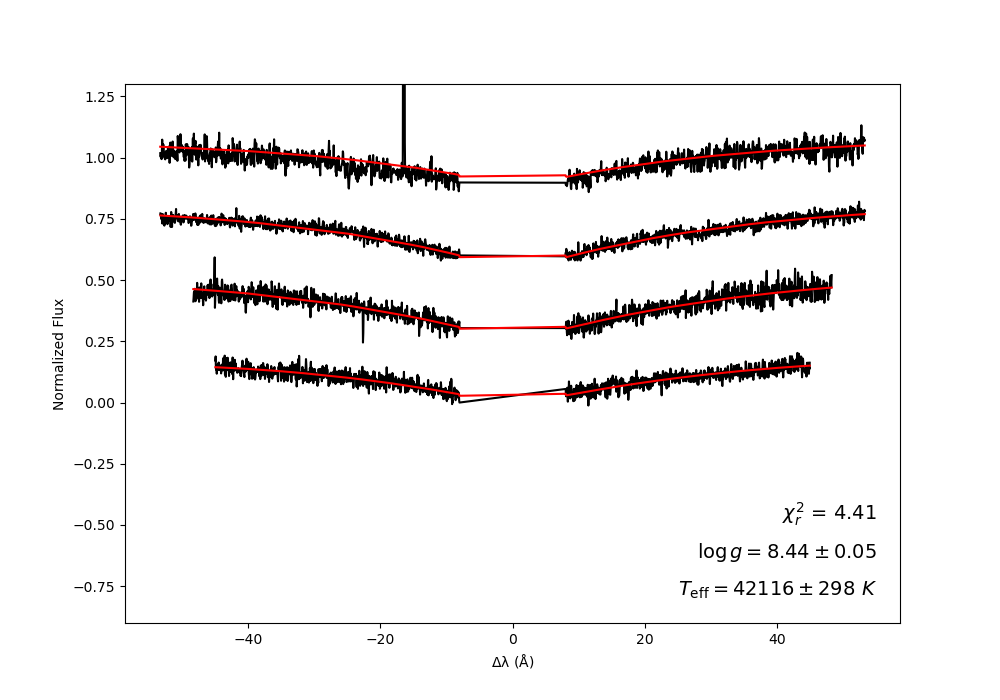 1.25
1.00
0.75
0.50
0.25
0.00
−0.25
−0.50
−0.75
Normalized Flux
χ²ᵣ = 4.41
log g = 8.44 ± 0.05
T_eff = 42116 ± 298 K
−40 −20 0 20 40
Δλ (Å)